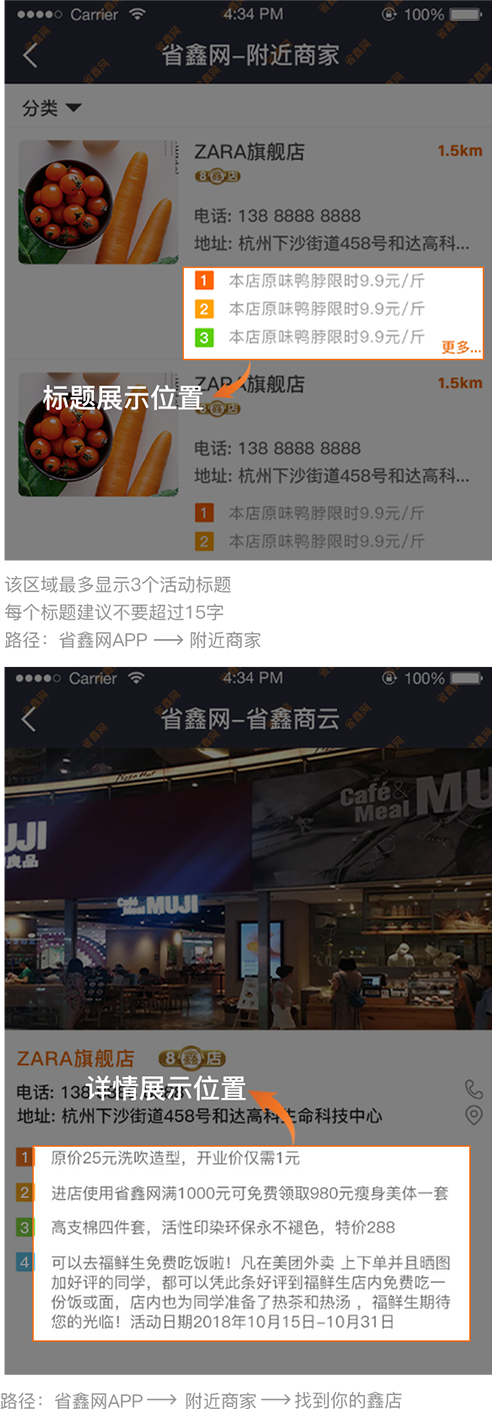 Carrier 4:34 PM 100%
省鑫网-附近商家
分类
ZARA旗舰店 1.5km
8鑫店
电话: 138 8888 8888
地址: 杭州下沙街道458号和达高科...
1 本店原味鸭脖限时9.9元/斤
2 本店原味鸭脖限时9.9元/斤
3 本店原味鸭脖限时9.9元/斤
更多...
标题展示位置
ZARA旗舰店 1.5km
8鑫店
电话: 138 8888 8888
地址: 杭州下沙街道458号和达高科...
1 本店原味鸭脖限时9.9元/斤
2 本店原味鸭脖限时9.9元/斤
该区域最多显示3个活动标题
每个标题建议不要超过15字
路径：省鑫网APP → 附近商家
Carrier 4:34 PM 100%
省鑫网-省鑫商云
Café & Meal MU
UJI
良品
Café & Meal MUJI
ZARA旗舰店 8鑫店
电话: 138 8888 8888
详情展示位置
地址: 杭州下沙街道458号和达高科生命科技中心
1 原价25元洗吹造型，开业价仅需1元
2 进店使用省鑫网满1000元可免费领取980元瘦身美体一套
3 高支棉四件套，活性印染环保永不褪色，特价288
4 可以去福鲜生免费吃饭啦！凡在美团外卖 上下单并且晒图
加好评的同学，都可以凭此条好评到福鲜生店内免费吃一
份饭或面，店内也为同学准备了热茶和热汤 ，福鲜生期待
您的光临！活动日期2018年10月15日-10月31日
路径：省鑫网APP → 附近商家 → 找到你的鑫店